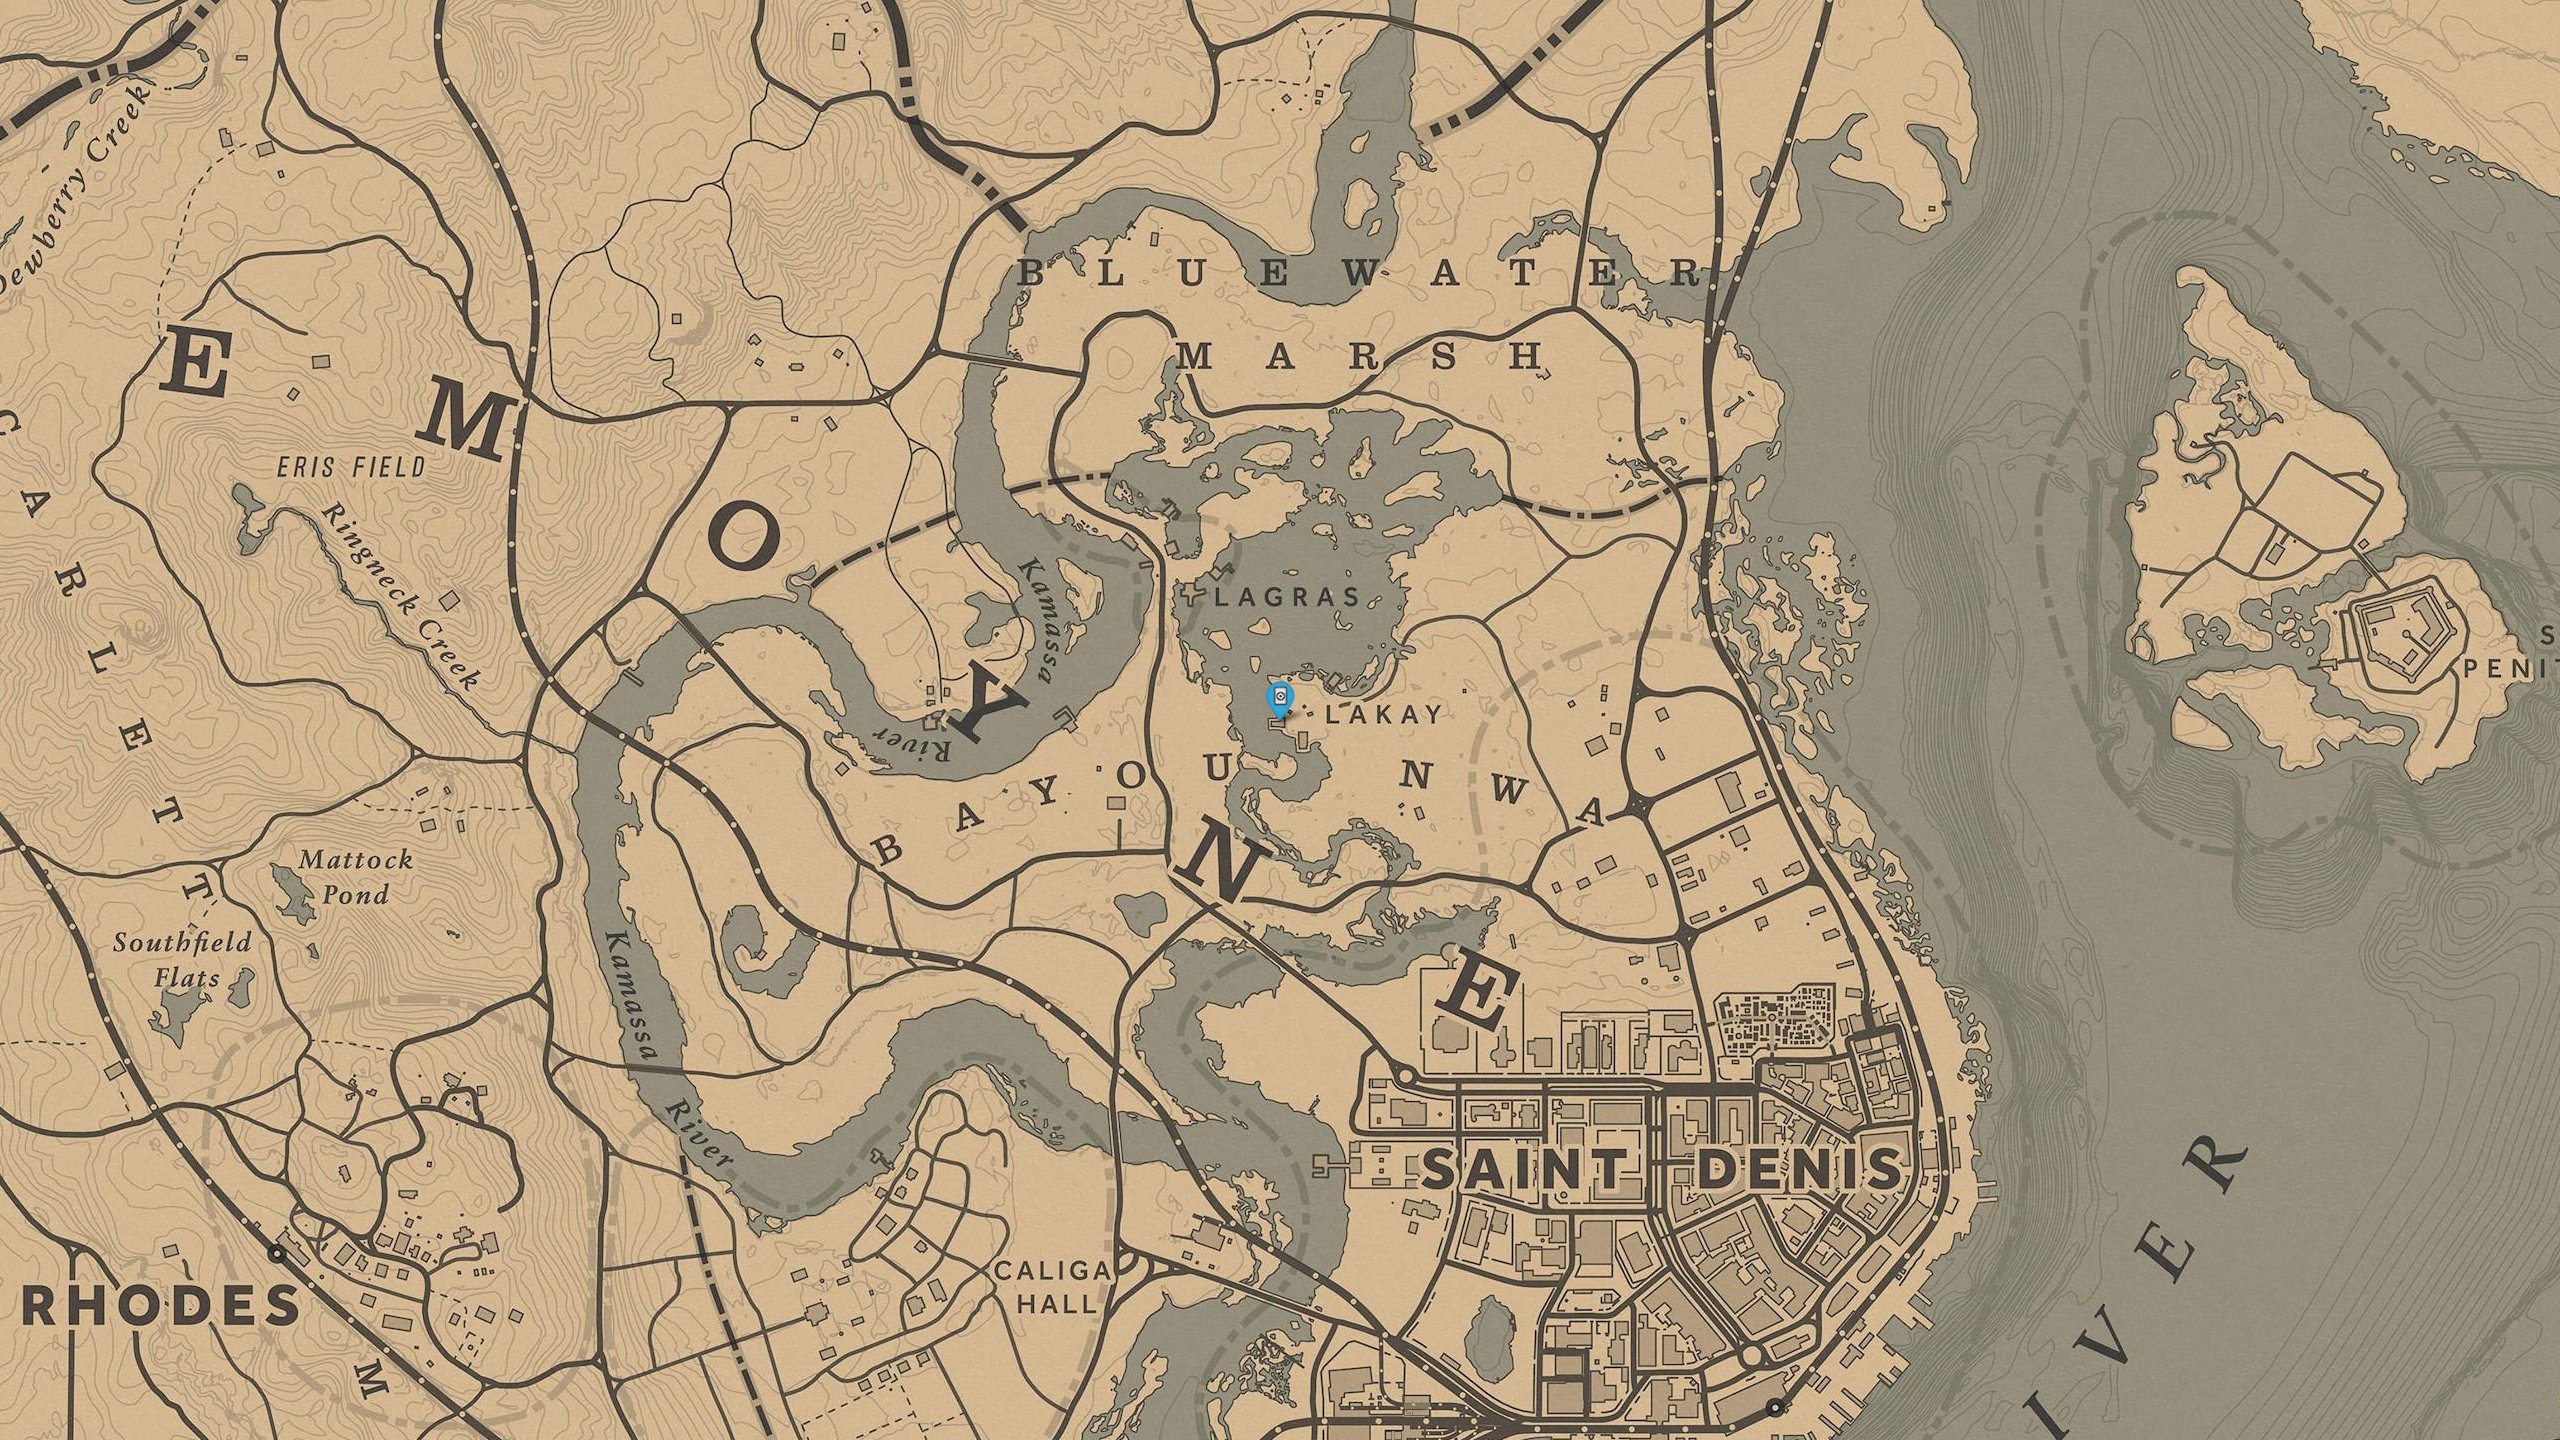 Dewberry Creek
BLUEWATER
MARSH
LEMOYNE
ERIS FIELD
Ringneck Creek
SCARLETT M
Kamassa
River
LAGRAS
LAKAY
BAYOU NWA
Mattock
Pond
Southfield
Flats
Kamassa
River
SAINT DENIS
CALIGA
HALL
RHODES
S
PENIT
IVER